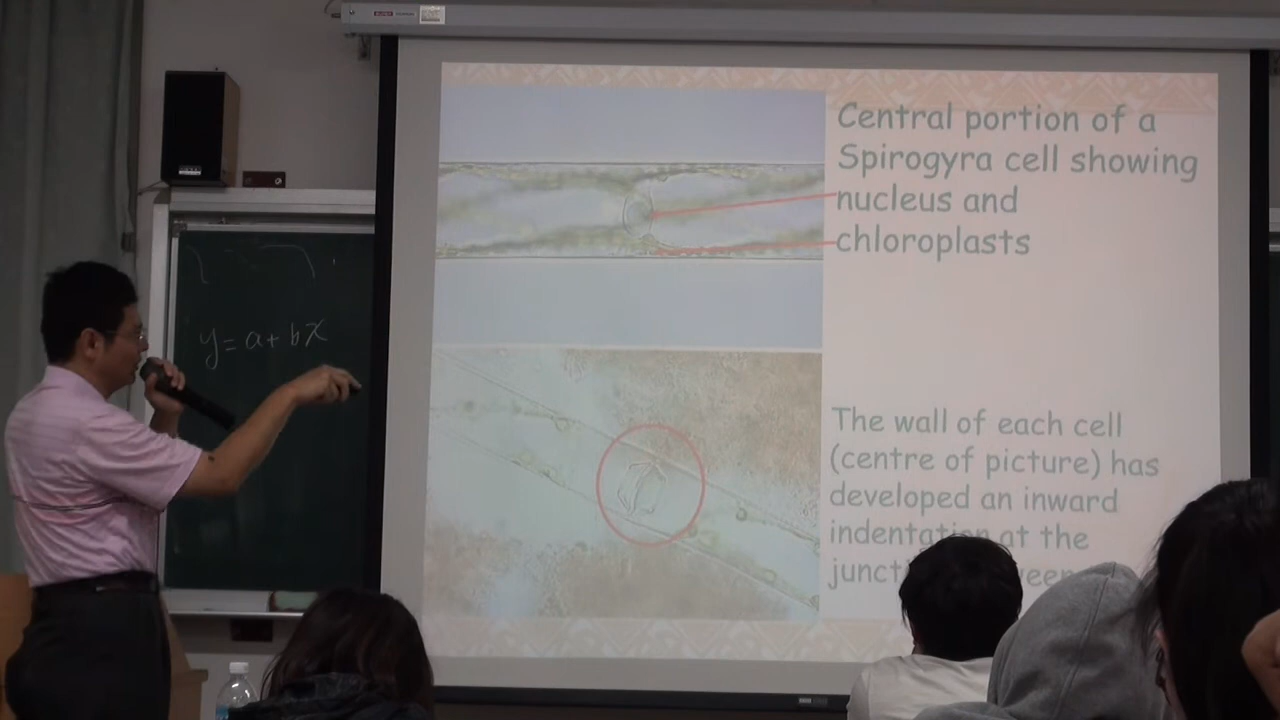 y = a + bx
Central portion of a
Spirogyra cell showing
nucleus and
chloroplasts
The wall of each cell
(centre of picture) has
developed an inward
indentation at the